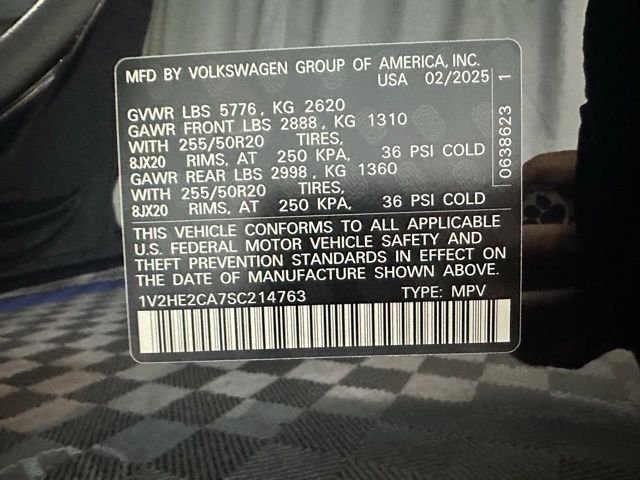 MFD BY VOLKSWAGEN GROUP OF AMERICA, INC.
USA 02/2025
GVWR LBS 5776, KG 2620
GAWR FRONT LBS 2888, KG 1310
WITH 255/50R20 TIRES,
8JX20 RIMS, AT 250 KPA, 36 PSI COLD
GAWR REAR LBS 2998, KG 1360
WITH 255/50R20 TIRES,
8JX20 RIMS, AT 250 KPA, 36 PSI COLD
0638623 1
THIS VEHICLE CONFORMS TO ALL APPLICABLE
U.S. FEDERAL MOTOR VEHICLE SAFETY AND
THEFT PREVENTION STANDARDS IN EFFECT ON
THE DATE OF MANUFACTURE SHOWN ABOVE.
1V2HE2CA7SC214763 TYPE: MPV